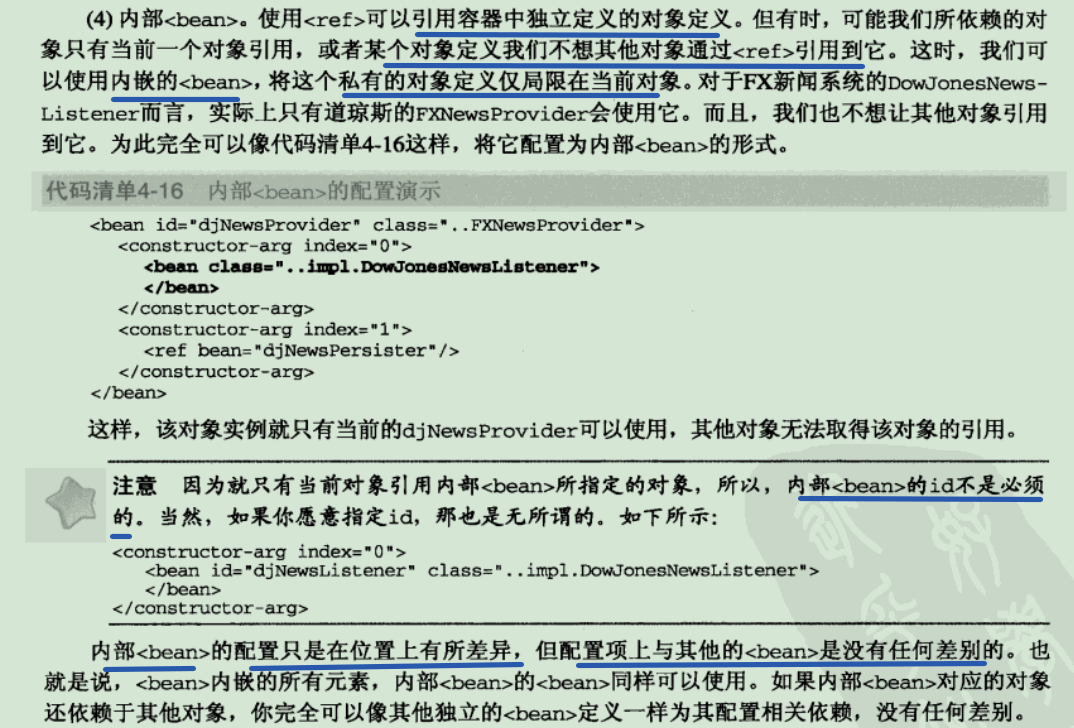 (4) 内部<bean>。使用<ref>可以引用容器中独立定义的对象定义。但有时，可能我们所依赖的对
象只有当前一个对象引用，或者某个对象定义我们不想其他对象通过<ref>引用到它。这时，我们可
以使用内嵌的<bean>，将这个私有的对象定义仅局限在当前对象。对于FX新闻系统的DowJonesNews-
Listener而言，实际上只有道琼斯的FXNewsProvider会使用它。而且，我们也不想让其他对象引用
到它。为此完全可以像代码清单4-16这样，将它配置为内部<bean>的形式。
代码清单4-16 内部<bean>的配置演示
<bean id="djNewsProvider" class="..FXNewsProvider">
<constructor-arg index="0">
<bean class="..impl.DowJonesNewsListener">
</bean>
</constructor-arg>
<constructor-arg index="1">
<ref bean="djNewsPersister"/>
</constructor-arg>
</bean>
这样，该对象实例就只有当前的djNewsProvider可以使用，其他对象无法取得该对象的引用。
注意 因为就只有当前对象引用内部<bean>所指定的对象，所以，内部<bean>的id不是必须
的。当然，如果你愿意指定id，那也是无所谓的。如下所示：
<constructor-arg index="0">
<bean id="djNewsListener" class="..impl.DowJonesNewsListener">
</bean>
</constructor-arg>
内部<bean>的配置只是在位置上有所差异，但配置项上与其他的<bean>是没有任何差别的。也
就是说，<bean>内嵌的所有元素，内部<bean>的<bean>同样可以使用。如果内部<bean>对应的对象
还依赖于其他对象，你完全可以像其他独立的<bean>定义一样为其配置相关依赖，没有任何差别。